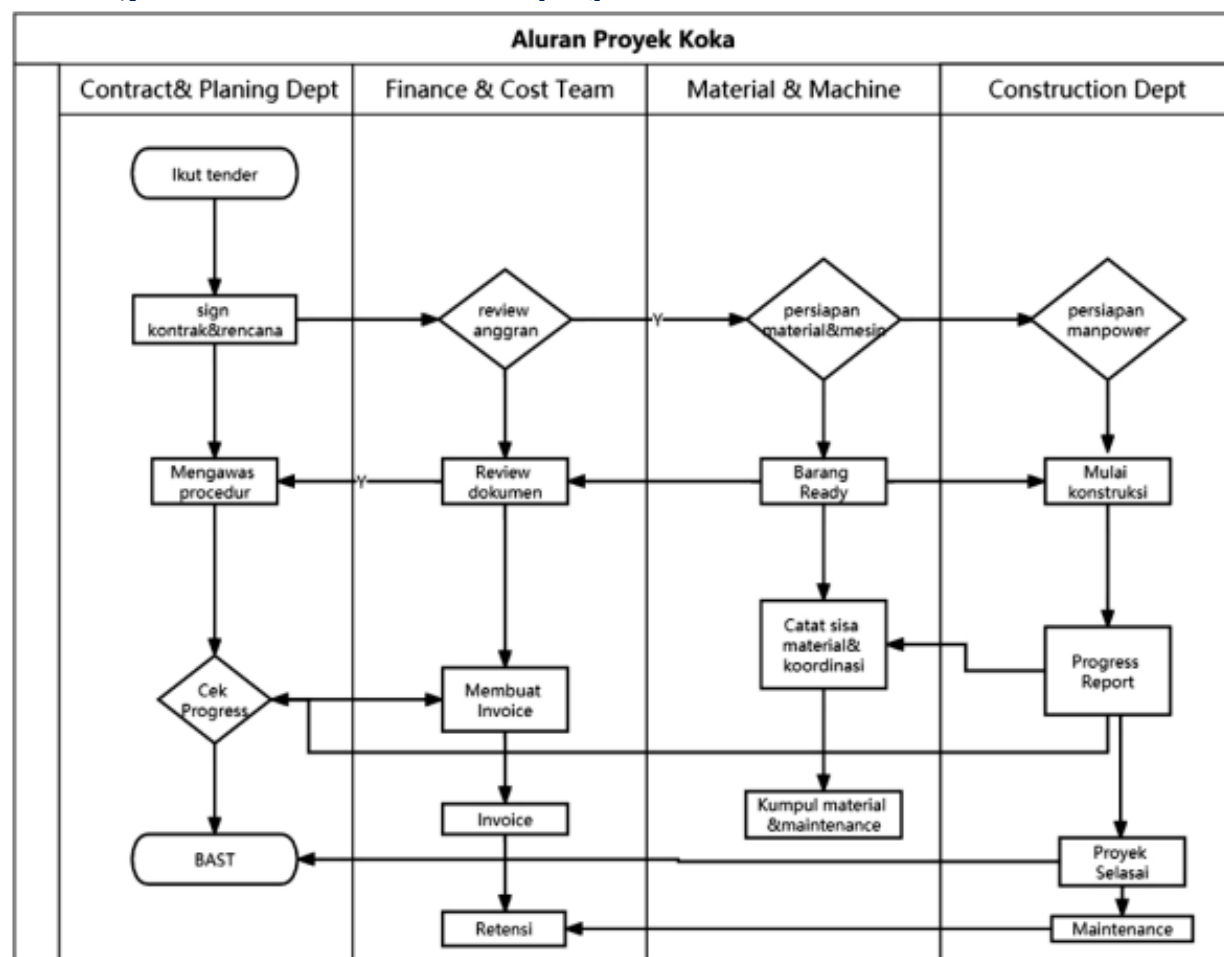 Aluran Proyek Koka
Contract& Planing Dept
Finance & Cost Team
Material & Machine
Construction Dept
Ikut tender
sign
kontrak&rencana
review
anggran
Y
persiapan
material&mesin
persiapan
manpower
Mengawas
procedur
Y
Review
dokumen
Barang
Ready
Mulai
konstruksi
Catat sisa
material&
koordinasi
Progress
Report
Cek
Progress
Membuat
Invoice
Invoice
Kumpul material
&maintenance
BAST
Proyek
Selasai
Retensi
Maintenance